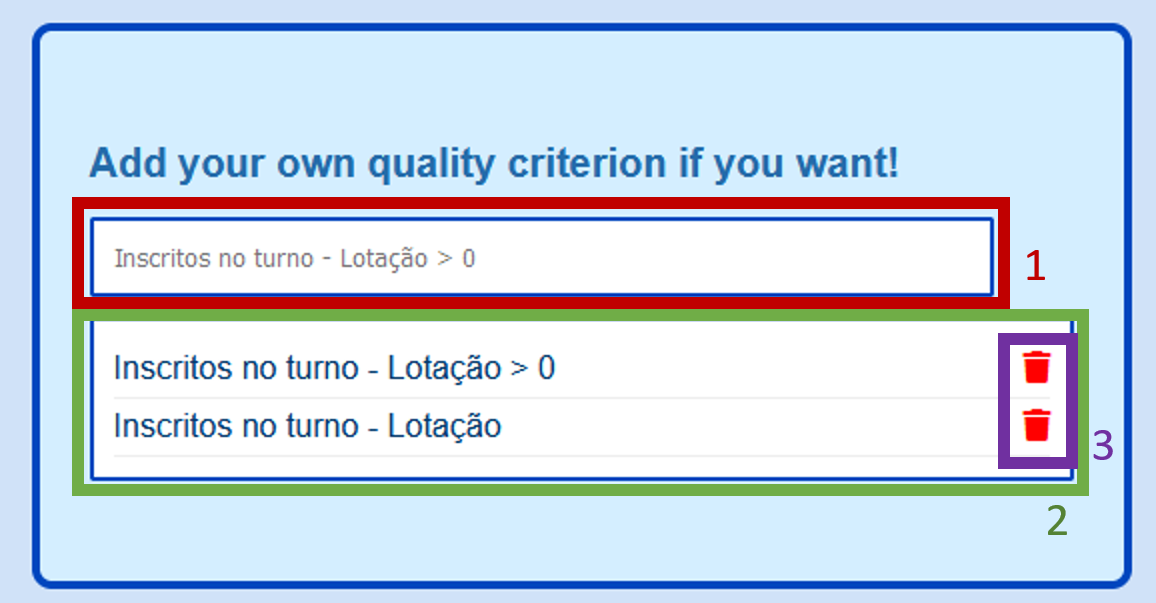 Add your own quality criterion if you want!
Inscritos no turno - Lotação > 0
1
Inscritos no turno - Lotação > 0
Inscritos no turno - Lotação
3
2